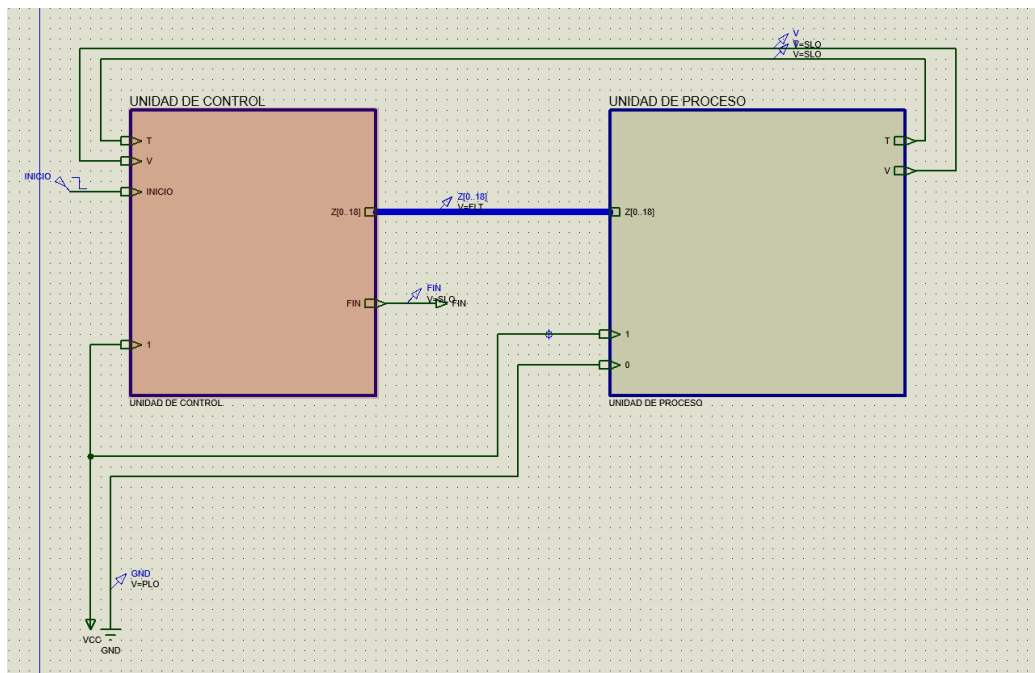 V
V=SLO
V=SLO
UNIDAD DE CONTROL
UNIDAD DE PROCESO
T
T
V
V
INICIO
INICIO
Z[0..18]
V=FLT
Z[0..18]
Z[0..18]
FIN
V=SLO
FIN
FIN
1
1
0
UNIDAD DE CONTROL
UNIDAD DE PROCESO
GND
V=PLO
VCC
GND